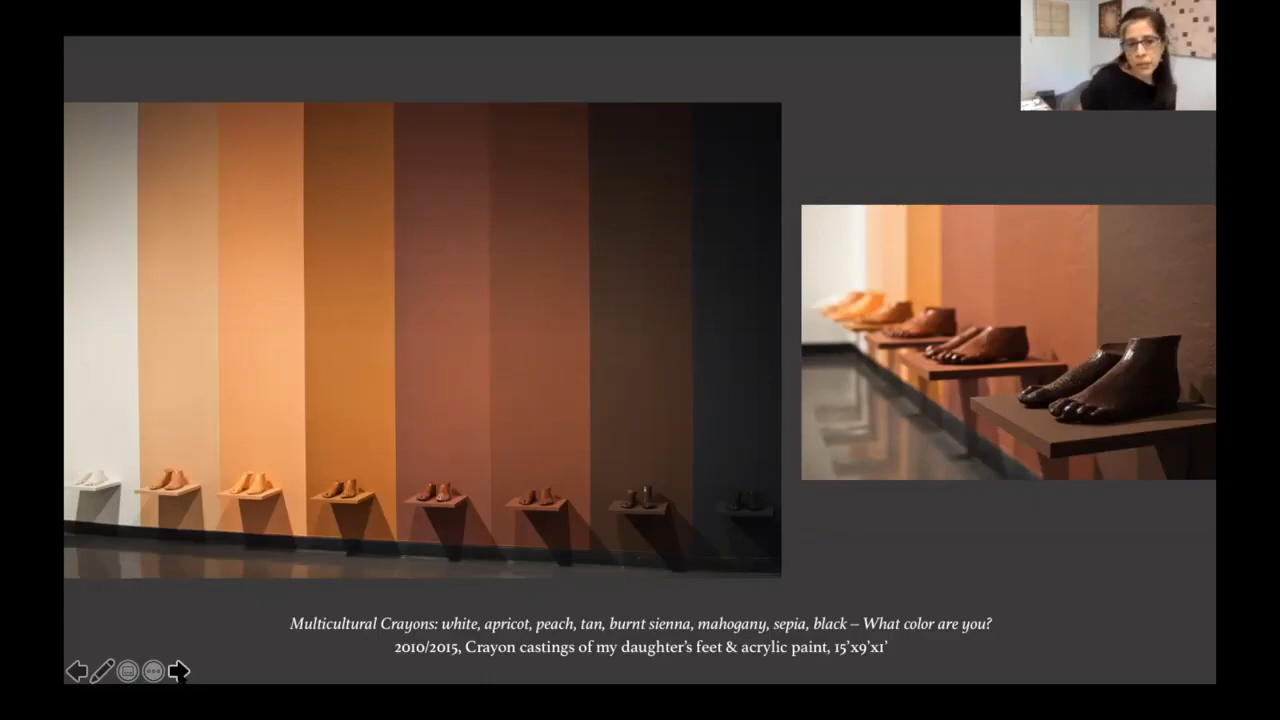 Multicultural Crayons: white, apricot, peach, tan, burnt sienna, mahogany, sepia, black – What color are you?
2010/2015, Crayon castings of my daughter's feet & acrylic paint, 15'x9'x1'